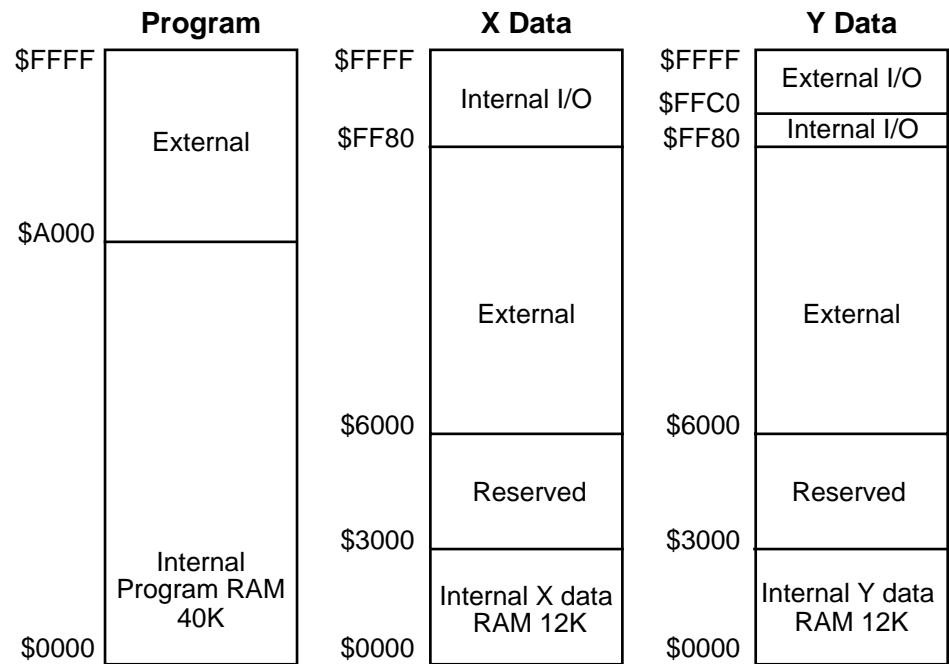 Program
$FFFF
External
$A000
Internal
Program RAM
40K
$0000
X Data
$FFFF
Internal I/O
$FF80
External
$6000
Reserved
$3000
Internal X data
RAM 12K
$0000
Y Data
$FFFF
External I/O
$FFC0
Internal I/O
$FF80
External
$6000
Reserved
$3000
Internal Y data
RAM 12K
$0000